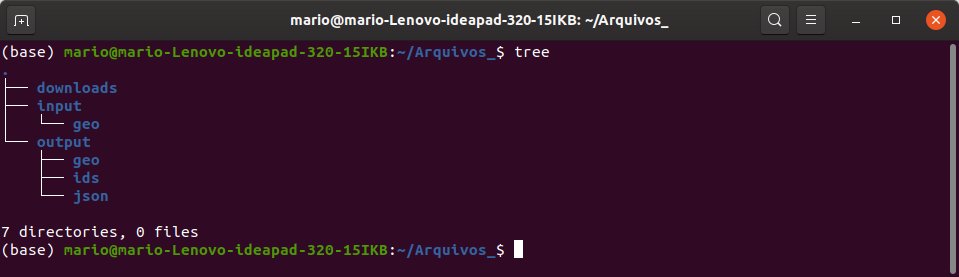 mario@mario-Lenovo-ideapad-320-15IKB: ~/Arquivos_
(base) mario@mario-Lenovo-ideapad-320-15IKB:~/Arquivos_$ tree
.
├── downloads
├── input
│   └── geo
└── output
    ├── geo
    ├── ids
    └── json

7 directories, 0 files
(base) mario@mario-Lenovo-ideapad-320-15IKB:~/Arquivos_$